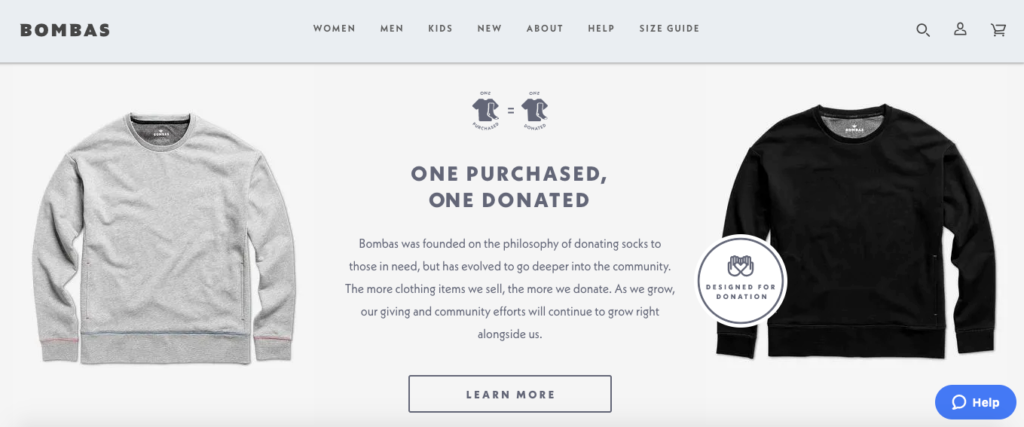 BOMBAS
WOMEN MEN KIDS NEW ABOUT HELP SIZE GUIDE
BOMBAS
ONE
PURCHASED
=
ONE
DONATED
ONE PURCHASED,
ONE DONATED
Bombas was founded on the philosophy of donating socks to
those in need, but has evolved to go deeper into the community.
The more clothing items we sell, the more we donate. As we grow,
our giving and community efforts will continue to grow right
alongside us.
LEARN MORE
BOMBAS
DESIGNED FOR
DONATION
Help